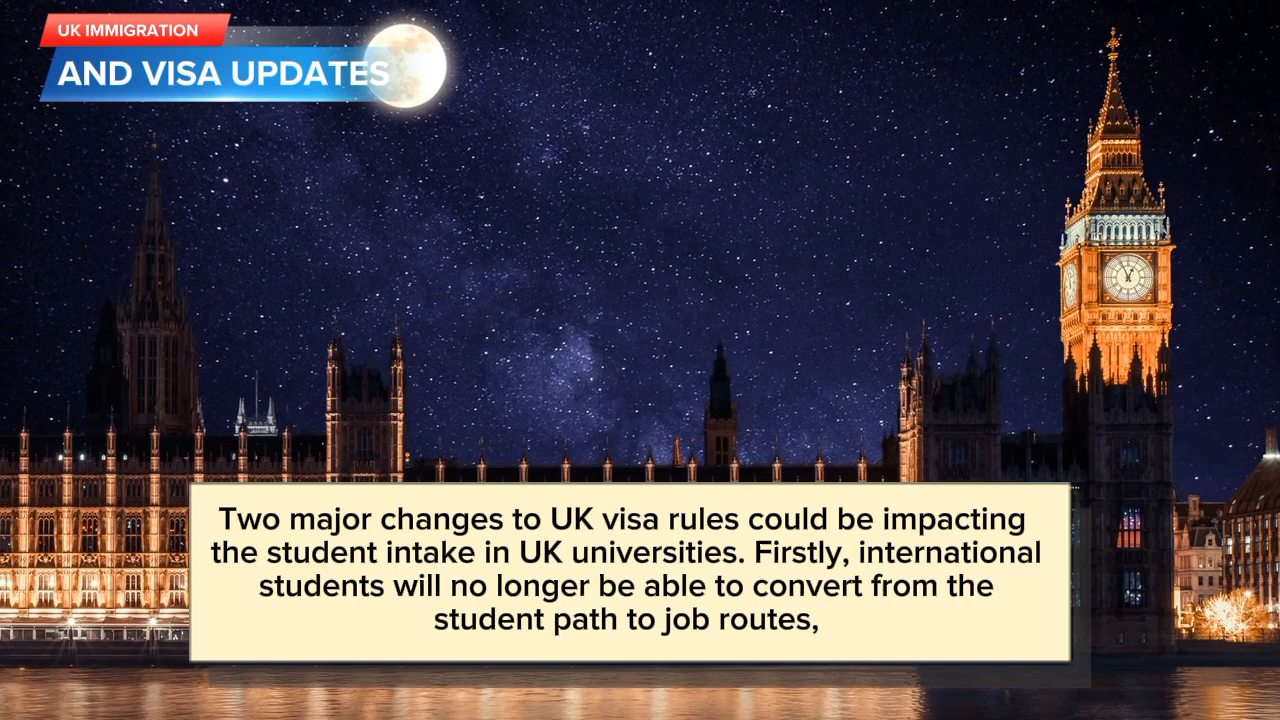 UK IMMIGRATION
AND VISA UPDATES
Two major changes to UK visa rules could be impacting
the student intake in UK universities. Firstly, international
students will no longer be able to convert from the
student path to job routes,